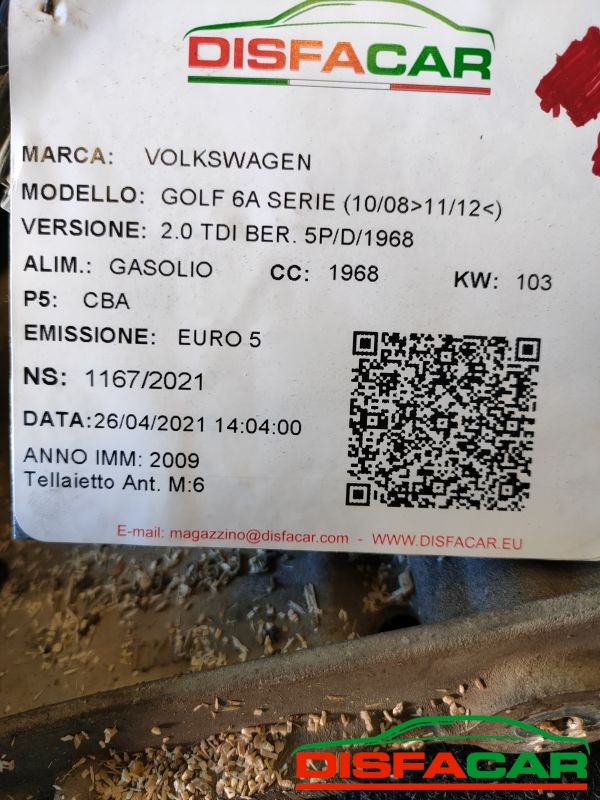 DISFACAR
MARCA: VOLKSWAGEN
MODELLO: GOLF 6A SERIE (10/08>11/12<)
VERSIONE: 2.0 TDI BER. 5P/D/1968
ALIM.: GASOLIO CC: 1968 KW: 103
P5: CBA
EMISSIONE: EURO 5
NS: 1167/2021
DATA:26/04/2021 14:04:00
ANNO IMM: 2009
Tellaietto Ant. M:6
E-mail: magazzino@disfacar.com - WWW.DISFACAR.EU
DISFACAR